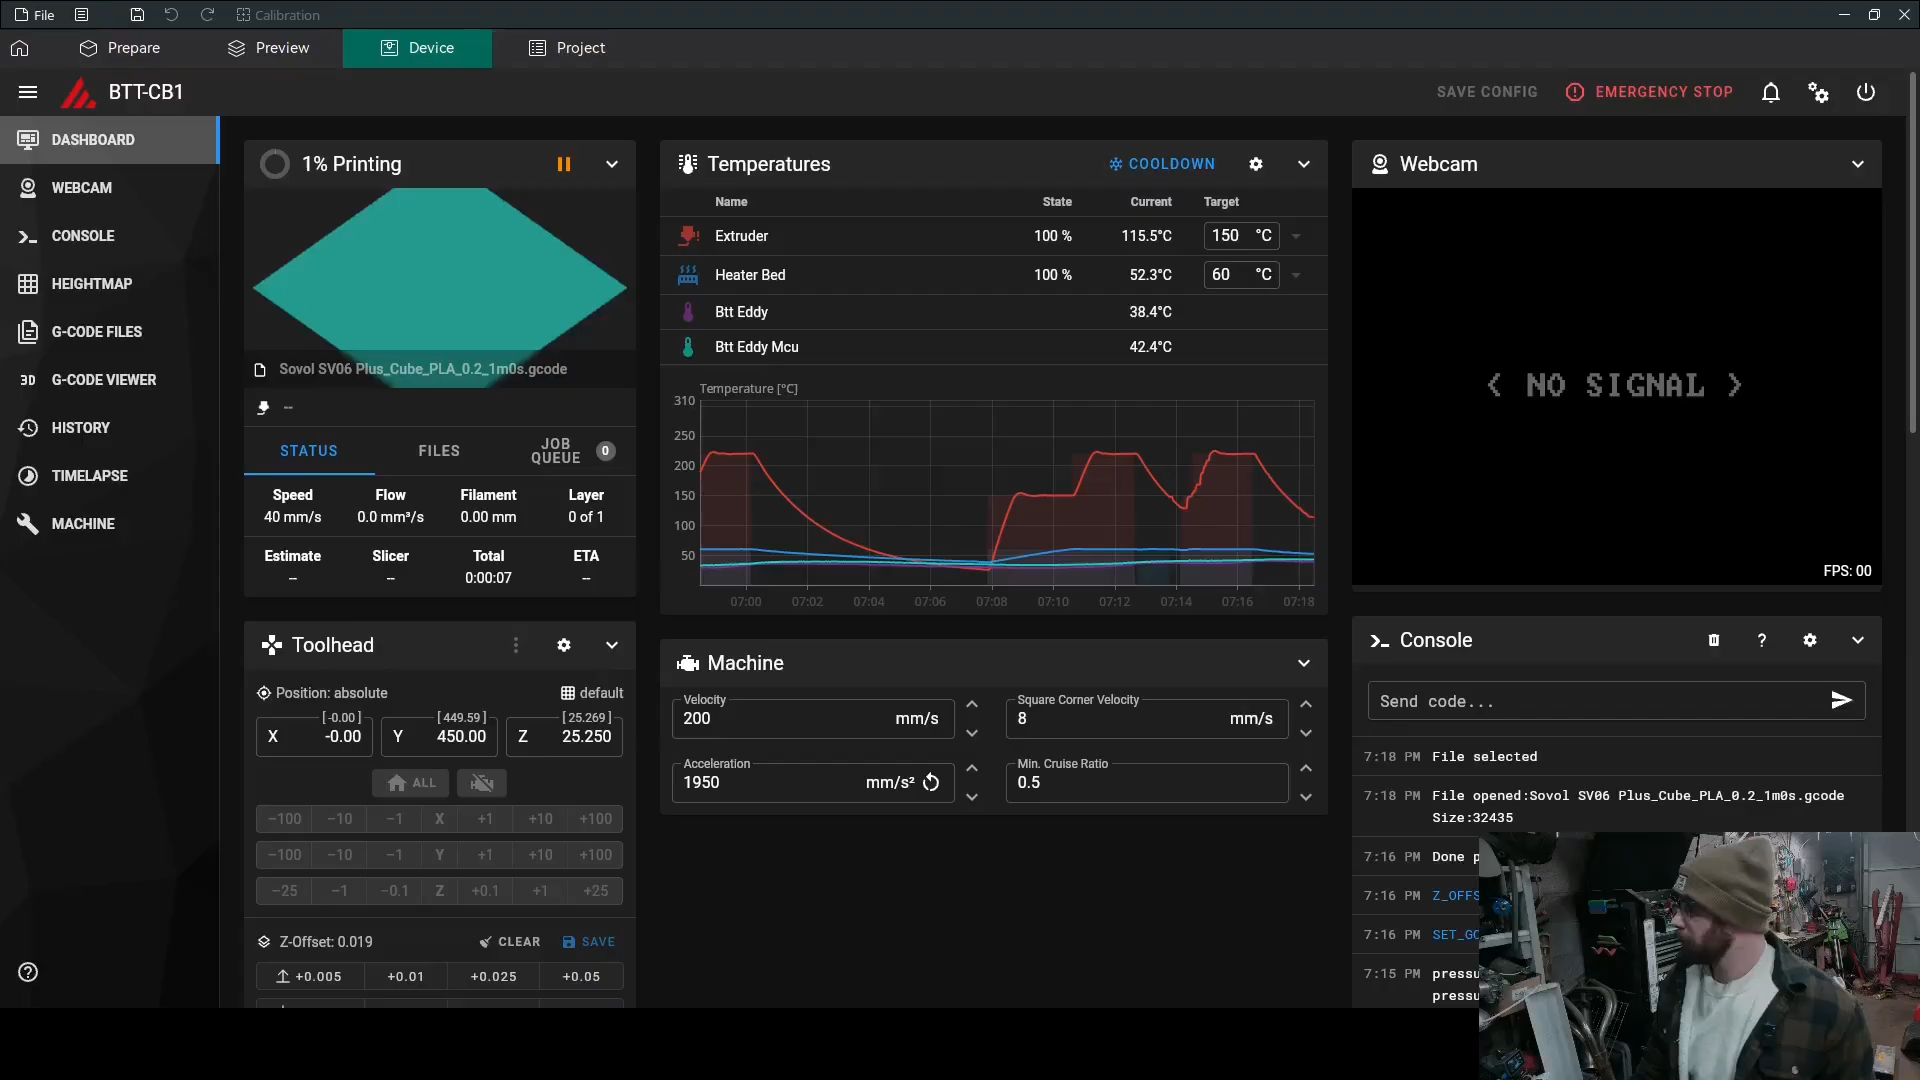 File
Calibration
Prepare
Preview
Device
Project
BTT-CB1
SAVE CONFIG
EMERGENCY STOP
DASHBOARD
WEBCAM
CONSOLE
HEIGHTMAP
G-CODE FILES
3D G-CODE VIEWER
HISTORY
TIMELAPSE
MACHINE
1% Printing
Sovol SV06 Plus_Cube_PLA_0.2_1m0s.gcode
--
STATUS FILES JOB QUEUE 0
Speed Flow Filament Layer
40 mm/s 0.0 mm³/s 0.00 mm 0 of 1
Estimate Slicer Total ETA
-- -- 0:00:07 --
Toolhead
Position: absolute default
[ -0.00 ] [ 449.59 ] [ 25.269 ]
X -0.00 Y 450.00 Z 25.250
ALL
-100 -10 -1 X +1 +10 +100
-100 -10 -1 Y +1 +10 +100
-25 -1 -0.1 Z +0.1 +1 +25
Z-Offset: 0.019 CLEAR SAVE
+0.005 +0.01 +0.025 +0.05
Temperatures COOLDOWN
Name State Current Target
Extruder 100 % 115.5°C 150 °C
Heater Bed 100 % 52.3°C 60 °C
Btt Eddy 38.4°C
Btt Eddy Mcu 42.4°C
Temperature [°C]
310
250
200
150
100
50
07:00 07:02 07:04 07:06 07:08 07:10 07:12 07:14 07:16 07:18
Machine
Velocity Square Corner Velocity
200 mm/s 8 mm/s
Acceleration Min. Cruise Ratio
1950 mm/s² 0.5
Webcam
< NO SIGNAL >
FPS: 00
Console
Send code...
7:18 PM File selected
7:18 PM File opened:Sovol SV06 Plus_Cube_PLA_0.2_1m0s.gcode
Size:32435
7:16 PM Done p
7:16 PM Z_OFFS
7:16 PM SET_GC
7:15 PM pressu
pressu